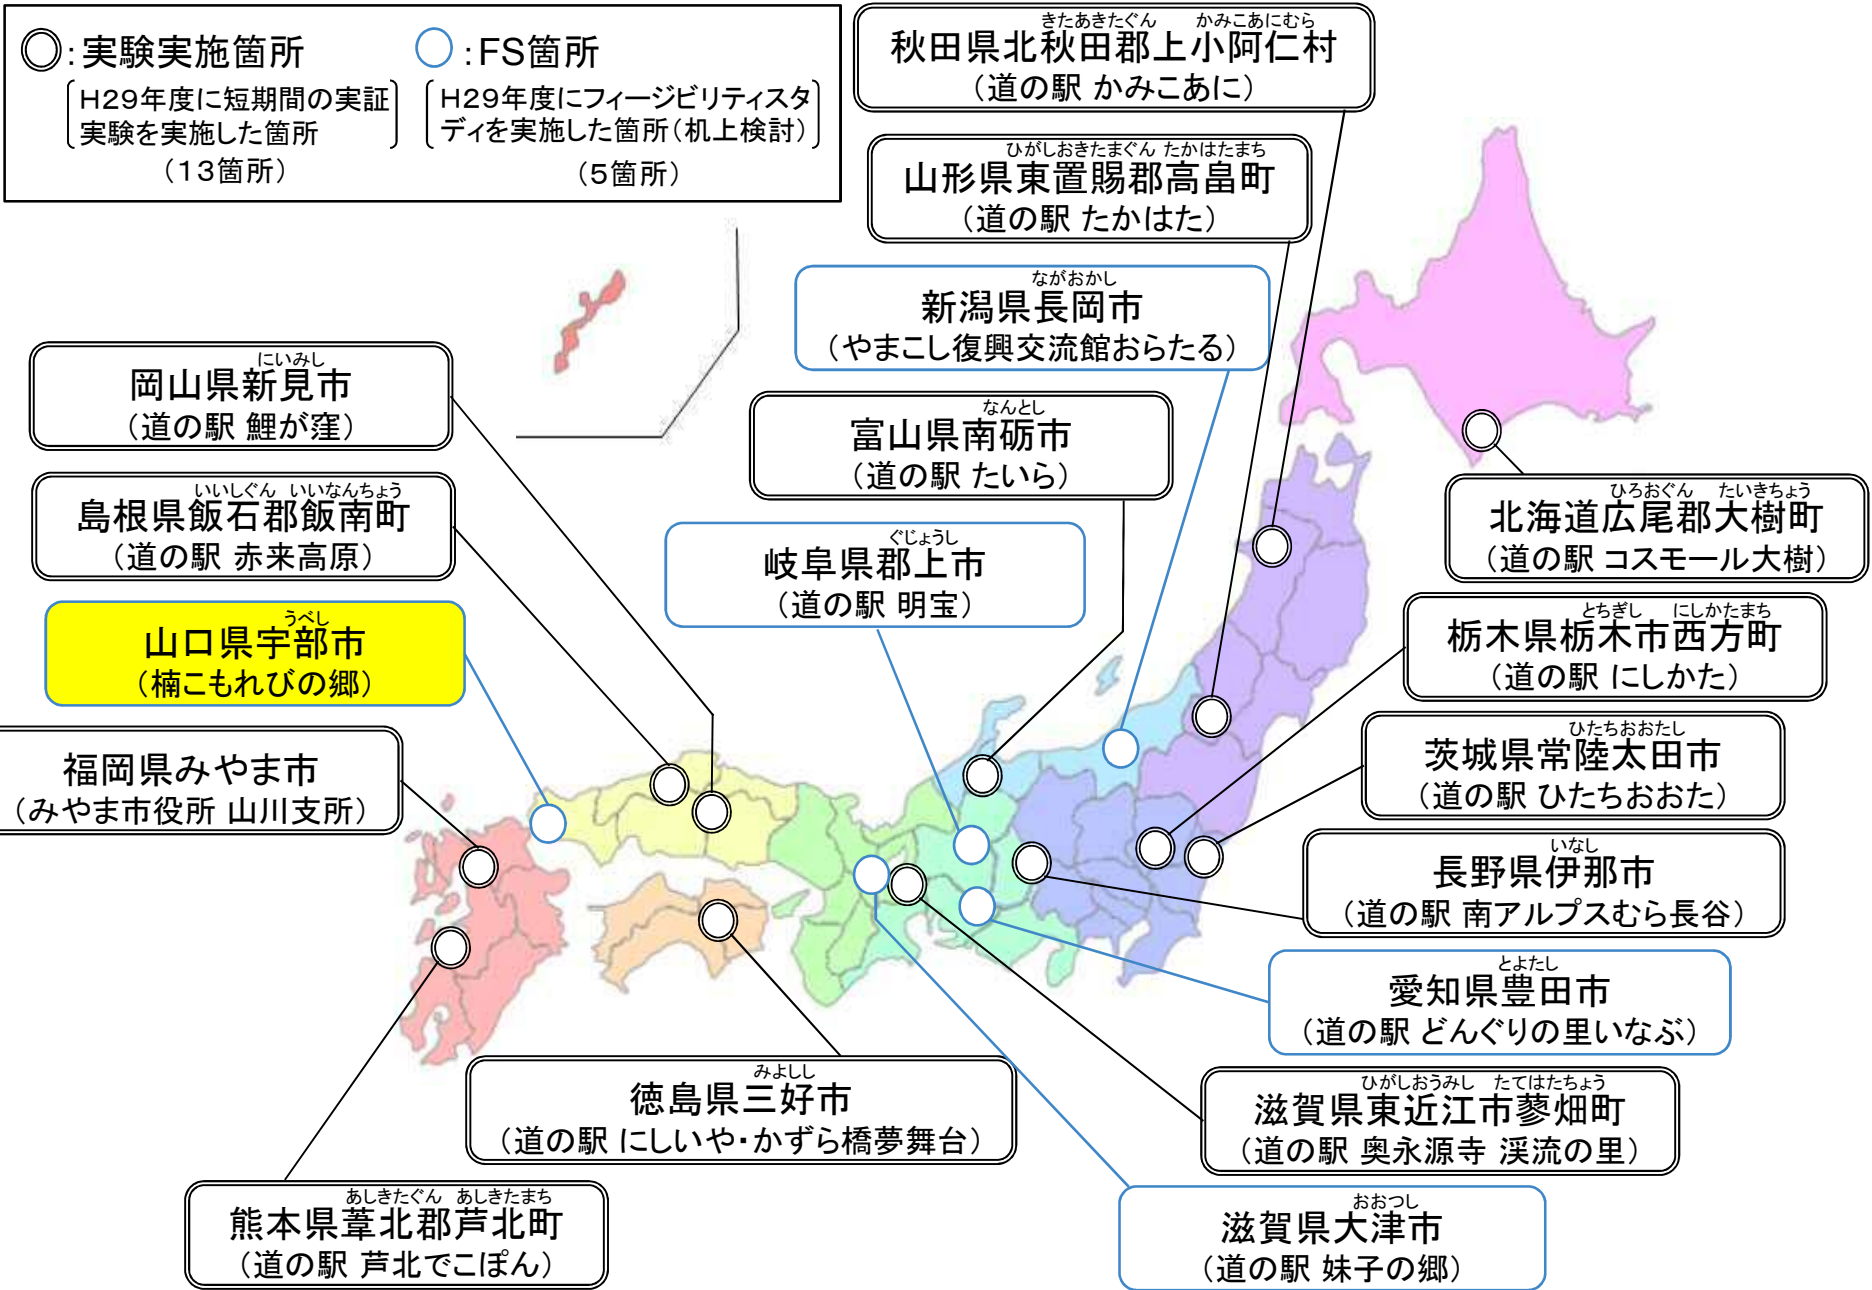 ◎：実験実施箇所
H29年度に短期間の実証
実験を実施した箇所
（13箇所）
○：FS箇所
H29年度にフィージビリティスタ
ディを実施した箇所（机上検討）
（5箇所）
きたあきたぐん　かみこあにむら
秋田県北秋田郡上小阿仁村
（道の駅 かみこあに）
ひがしおきたまぐん たかはたまち
山形県東置賜郡高畠町
（道の駅 たかはた）
ながおかし
新潟県長岡市
（やまこし復興交流館おらたる）
にいみし
岡山県新見市
（道の駅 鯉が窪）
なんとし
富山県南砺市
（道の駅 たいら）
いいしぐん　いいなんちょう
島根県飯石郡飯南町
（道の駅 赤来高原）
ひろおぐん　たいきちょう
北海道広尾郡大樹町
（道の駅 コスモール大樹）
ぐじょうし
岐阜県郡上市
（道の駅 明宝）
うべし
山口県宇部市
（楠こもれびの郷）
とちぎし　にしかたまち
栃木県栃木市西方町
（道の駅 にしかた）
福岡県みやま市
（みやま市役所 山川支所）
ひたちおおたし
茨城県常陸太田市
（道の駅 ひたちおおた）
いなし
長野県伊那市
（道の駅 南アルプスむら長谷）
とよたし
愛知県豊田市
（道の駅 どんぐりの里いなぶ）
みよしし
徳島県三好市
（道の駅 にしいや・かずら橋夢舞台）
ひがしおうみし　たてはたちょう
滋賀県東近江市蓼畑町
（道の駅 奥永源寺 渓流の里）
あしきたぐん　あしきたまち
熊本県葦北郡芦北町
（道の駅 芦北でこぽん）
おおつし
滋賀県大津市
（道の駅 妹子の郷）